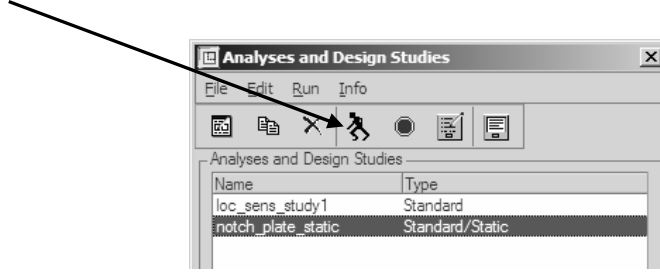 Analyses and Design Studies
File Edit Run Info
Analyses and Design Studies
Name Type
loc_sens_study1 Standard
notch_plate_static Standard/Static